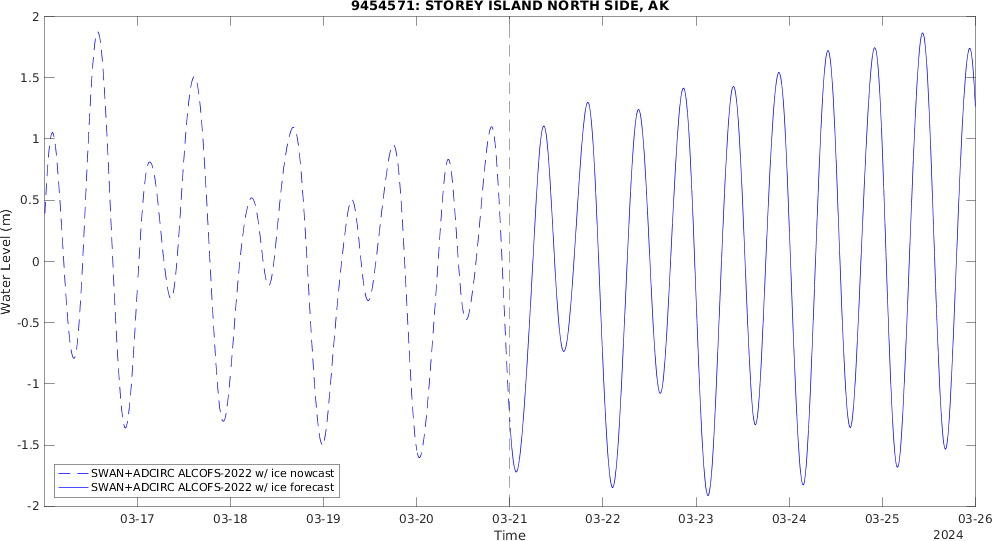 9454571: STOREY ISLAND NORTH SIDE, AK
2
1.5
1
0.5
0
-0.5
-1
-1.5
-2
Water Level (m)
SWAN+ADCIRC ALCOFS-2022 w/ ice nowcast
SWAN+ADCIRC ALCOFS-2022 w/ ice forecast
03-17 03-18 03-19 03-20 03-21 03-22 03-23 03-24 03-25 03-26
Time
2024